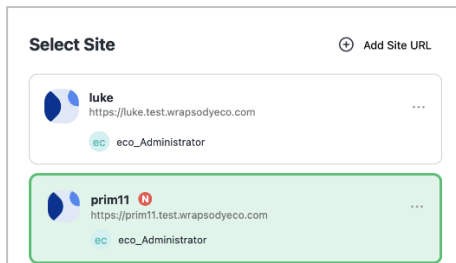 Select Site
Add Site URL
luke
https://luke.test.wrapsodyeco.com
ec eco_Administrator
prim11 N
https://prim11.test.wrapsodyeco.com
ec eco_Administrator